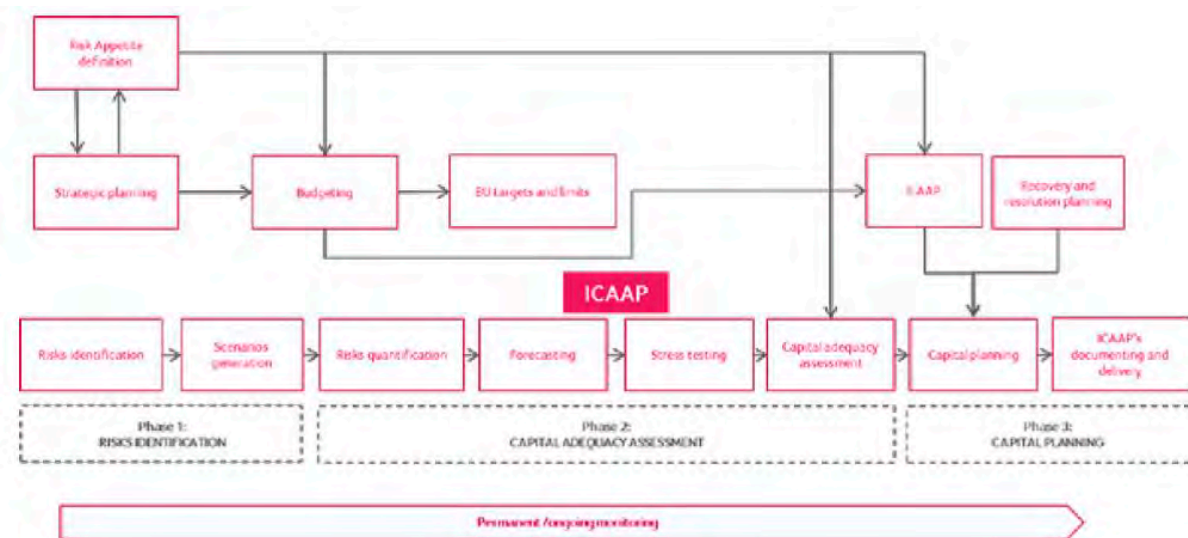 Risk Appetite
definition
Strategic planning
Budgeting
EU targets and limits
ILAAP
Recovery and
resolution planning
ICAAP
Risks identification
Scenarios
generation
Risks quantification
Forecasting
Stress testing
Capital adequacy
assessment
Capital planning
ICAAP's
documenting and
delivery
Phase 1:
RISKS IDENTIFICATION
Phase 2:
CAPITAL ADEQUACY ASSESSMENT
Phase 3:
CAPITAL PLANNING
Permanent /ongoing monitoring